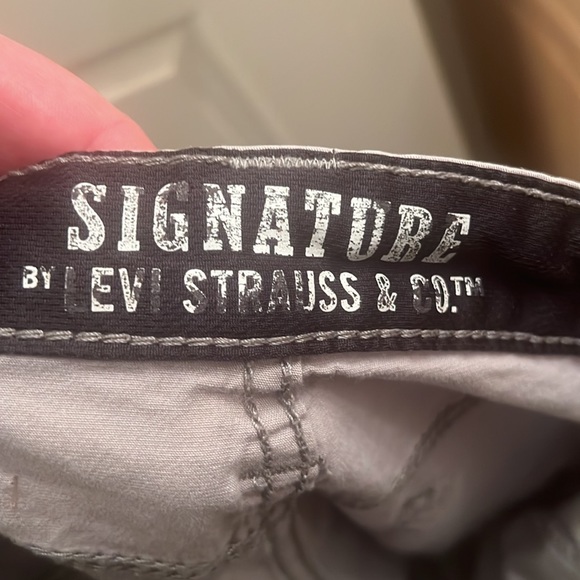 SIGNATURE
BY LEVI STRAUSS & CO.™